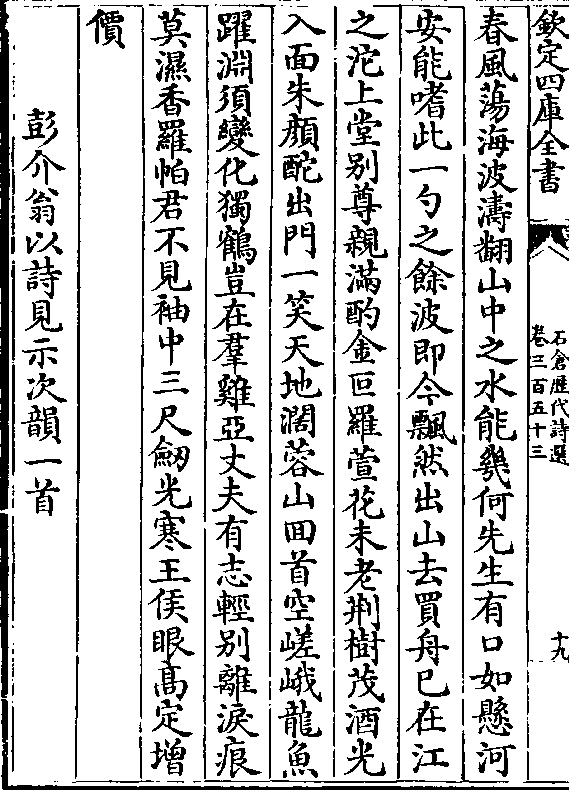 欽定四庫全書
石倉歴代詩選
卷三百五十三
十九
春風蕩海波濤翻山中之水能㡬何先生有口如懸河
安能嗜此一勺之餘波即今飄然出山去買舟已在江
之沱上堂别尊親滿酌金叵羅萱花未老荆樹茂酒光
入面朱顔酡出門一笑天地濶蓉山回首空嵯峨龍魚
躍淵須變化獨鶴豈在羣雞亞丈夫有志輕别離淚痕
莫濕香羅帕君不見袖中三尺劒光寒王侯眼髙定增
價
彭介翁以詩見示次韻一首